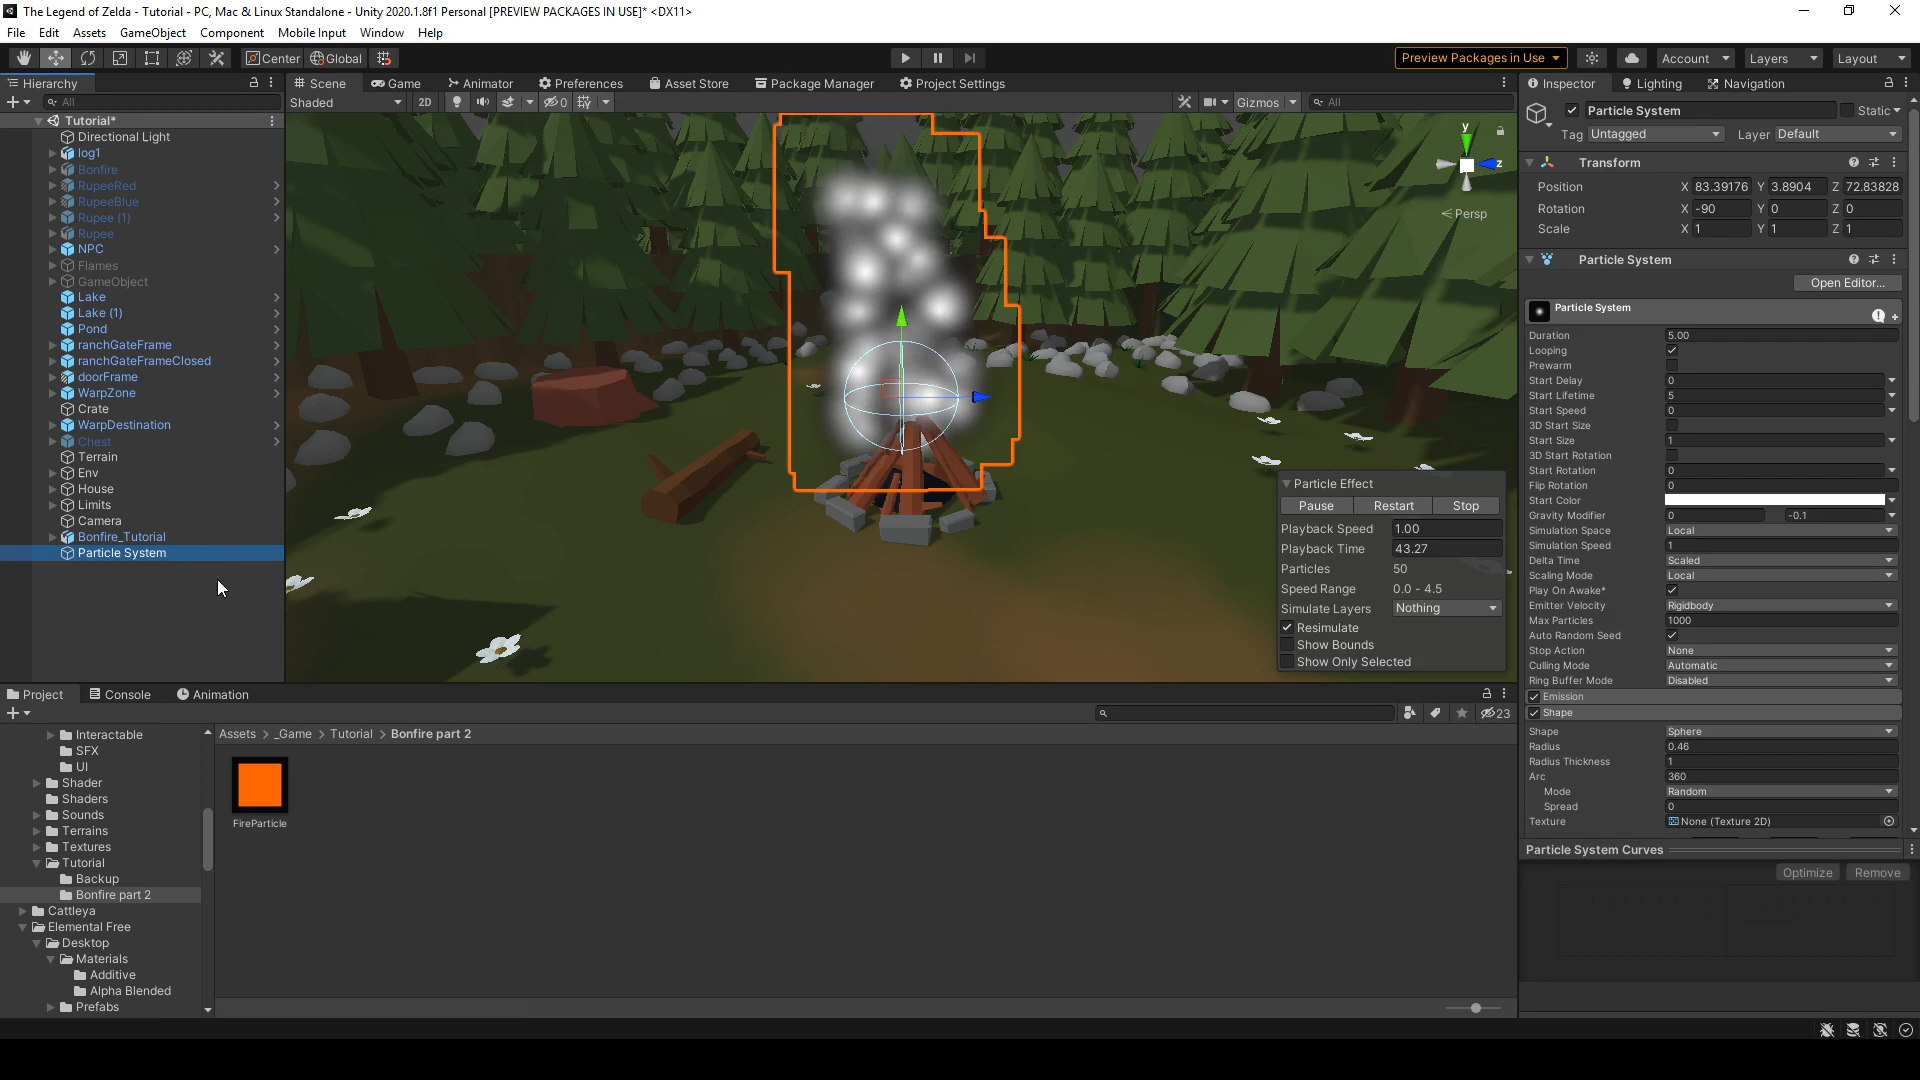 The Legend of Zelda - Tutorial - PC, Mac & Linux Standalone - Unity 2020.1.8f1 Personal [PREVIEW PACKAGES IN USE]* <DX11>
File Edit Assets GameObject Component Mobile Input Window Help
Center Global Preview Packages in Use Account Layers Layout
Hierarchy Scene Game Animator Preferences Asset Store Package Manager Project Settings Inspector Lighting Navigation
All Shaded 2D 0 Gizmos All
Tutorial*
Directional Light
log1
Bonfire
RupeeRed
RupeeBlue
Rupee (1)
Rupee
NPC
Flames
GameObject
Lake
Lake (1)
Pond
ranchGateFrame
ranchGateFrameClosed
doorFrame
WarpZone
Crate
WarpDestination
Chest
Terrain
Env
House
Limits
Camera
Bonfire_Tutorial
Particle System
y
z
Persp
Particle Effect
Pause Restart Stop
Playback Speed 1.00
Playback Time 43.27
Particles 50
Speed Range 0.0 - 4.5
Simulate Layers Nothing
Resimulate
Show Bounds
Show Only Selected
Particle System Static
Tag Untagged Layer Default
Transform
Position X 83.39176 Y 3.8904 Z 72.83828
Rotation X -90 Y 0 Z 0
Scale X 1 Y 1 Z 1
Particle System
Open Editor...
Particle System
Duration 5.00
Looping
Prewarm
Start Delay 0
Start Lifetime 5
Start Speed 0
3D Start Size
Start Size 1
3D Start Rotation
Start Rotation 0
Flip Rotation 0
Start Color
Gravity Modifier 0 -0.1
Simulation Space Local
Simulation Speed 1
Delta Time Scaled
Scaling Mode Local
Play On Awake*
Emitter Velocity Rigidbody
Max Particles 1000
Auto Random Seed
Stop Action None
Culling Mode Automatic
Ring Buffer Mode Disabled
Emission
Shape
Shape Sphere
Radius 0.46
Radius Thickness 1
Arc 360
Mode Random
Spread 0
Texture None (Texture 2D)
Particle System Curves
Optimize Remove
Project Console Animation
23
Interactable
SFX
UI
Shader
Shaders
Sounds
Terrains
Textures
Tutorial
Backup
Bonfire part 2
Cattleya
Elemental Free
Desktop
Materials
Additive
Alpha Blended
Prefabs
Assets > _Game > Tutorial > Bonfire part 2
FireParticle